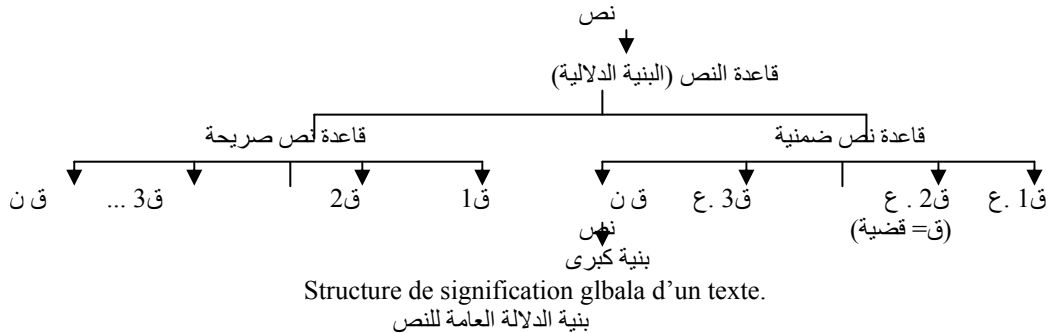 نص
قاعدة النص (البنية الدلالية)
قاعدة نص ضمنية قاعدة نص صريحة
ق1 .ع ق2 . ع ق3 .ع ق ن ق1 ق2 ق3 ... ق ن
(ق= قضية) نص
بنية كبرى
Structure de signification glbala d’un texte.
بنية الدلالة العامة للنص